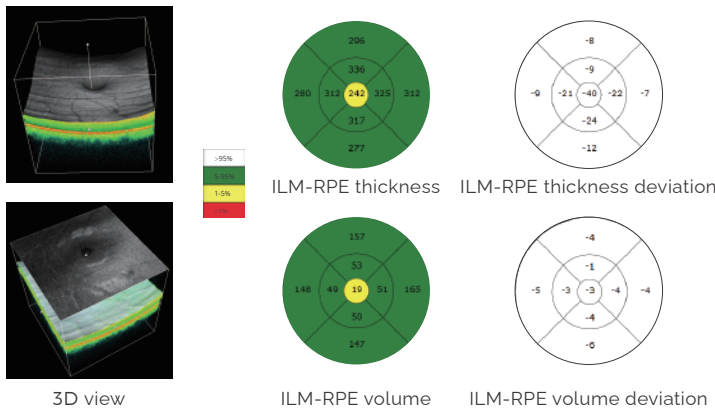 296
336
280 312 242 325 312
317
277
ILM-RPE thickness
-8
-9
-9 -21 -40 -22 -7
-24
-12
ILM-RPE thickness deviation
>95%
5-95%
1-5%
<1%
157
53
148 49 19 51 165
50
147
ILM-RPE volume
-4
-1
-5 -3 -3 -4 -4
-4
-6
ILM-RPE volume deviation
3D view